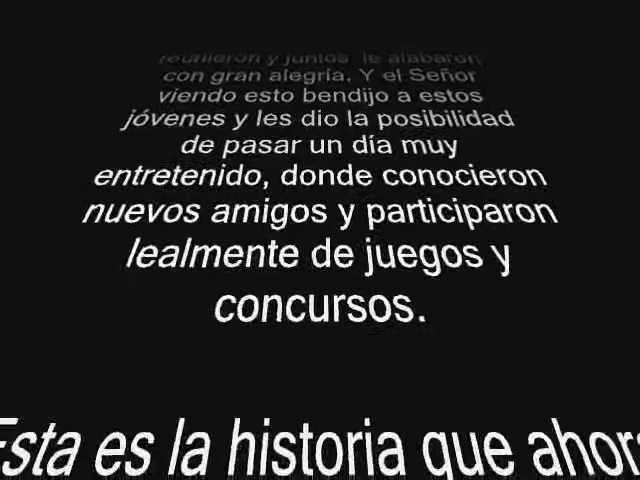 reunieron y juntos le alabaron
con gran alegría. Y el Señor
viendo esto bendijo a estos
jóvenes y les dio la posibilidad
de pasar un día muy
entretenido, donde conocieron
nuevos amigos y participaron
lealmente de juegos y
concursos.
Esta es la historia que ahora